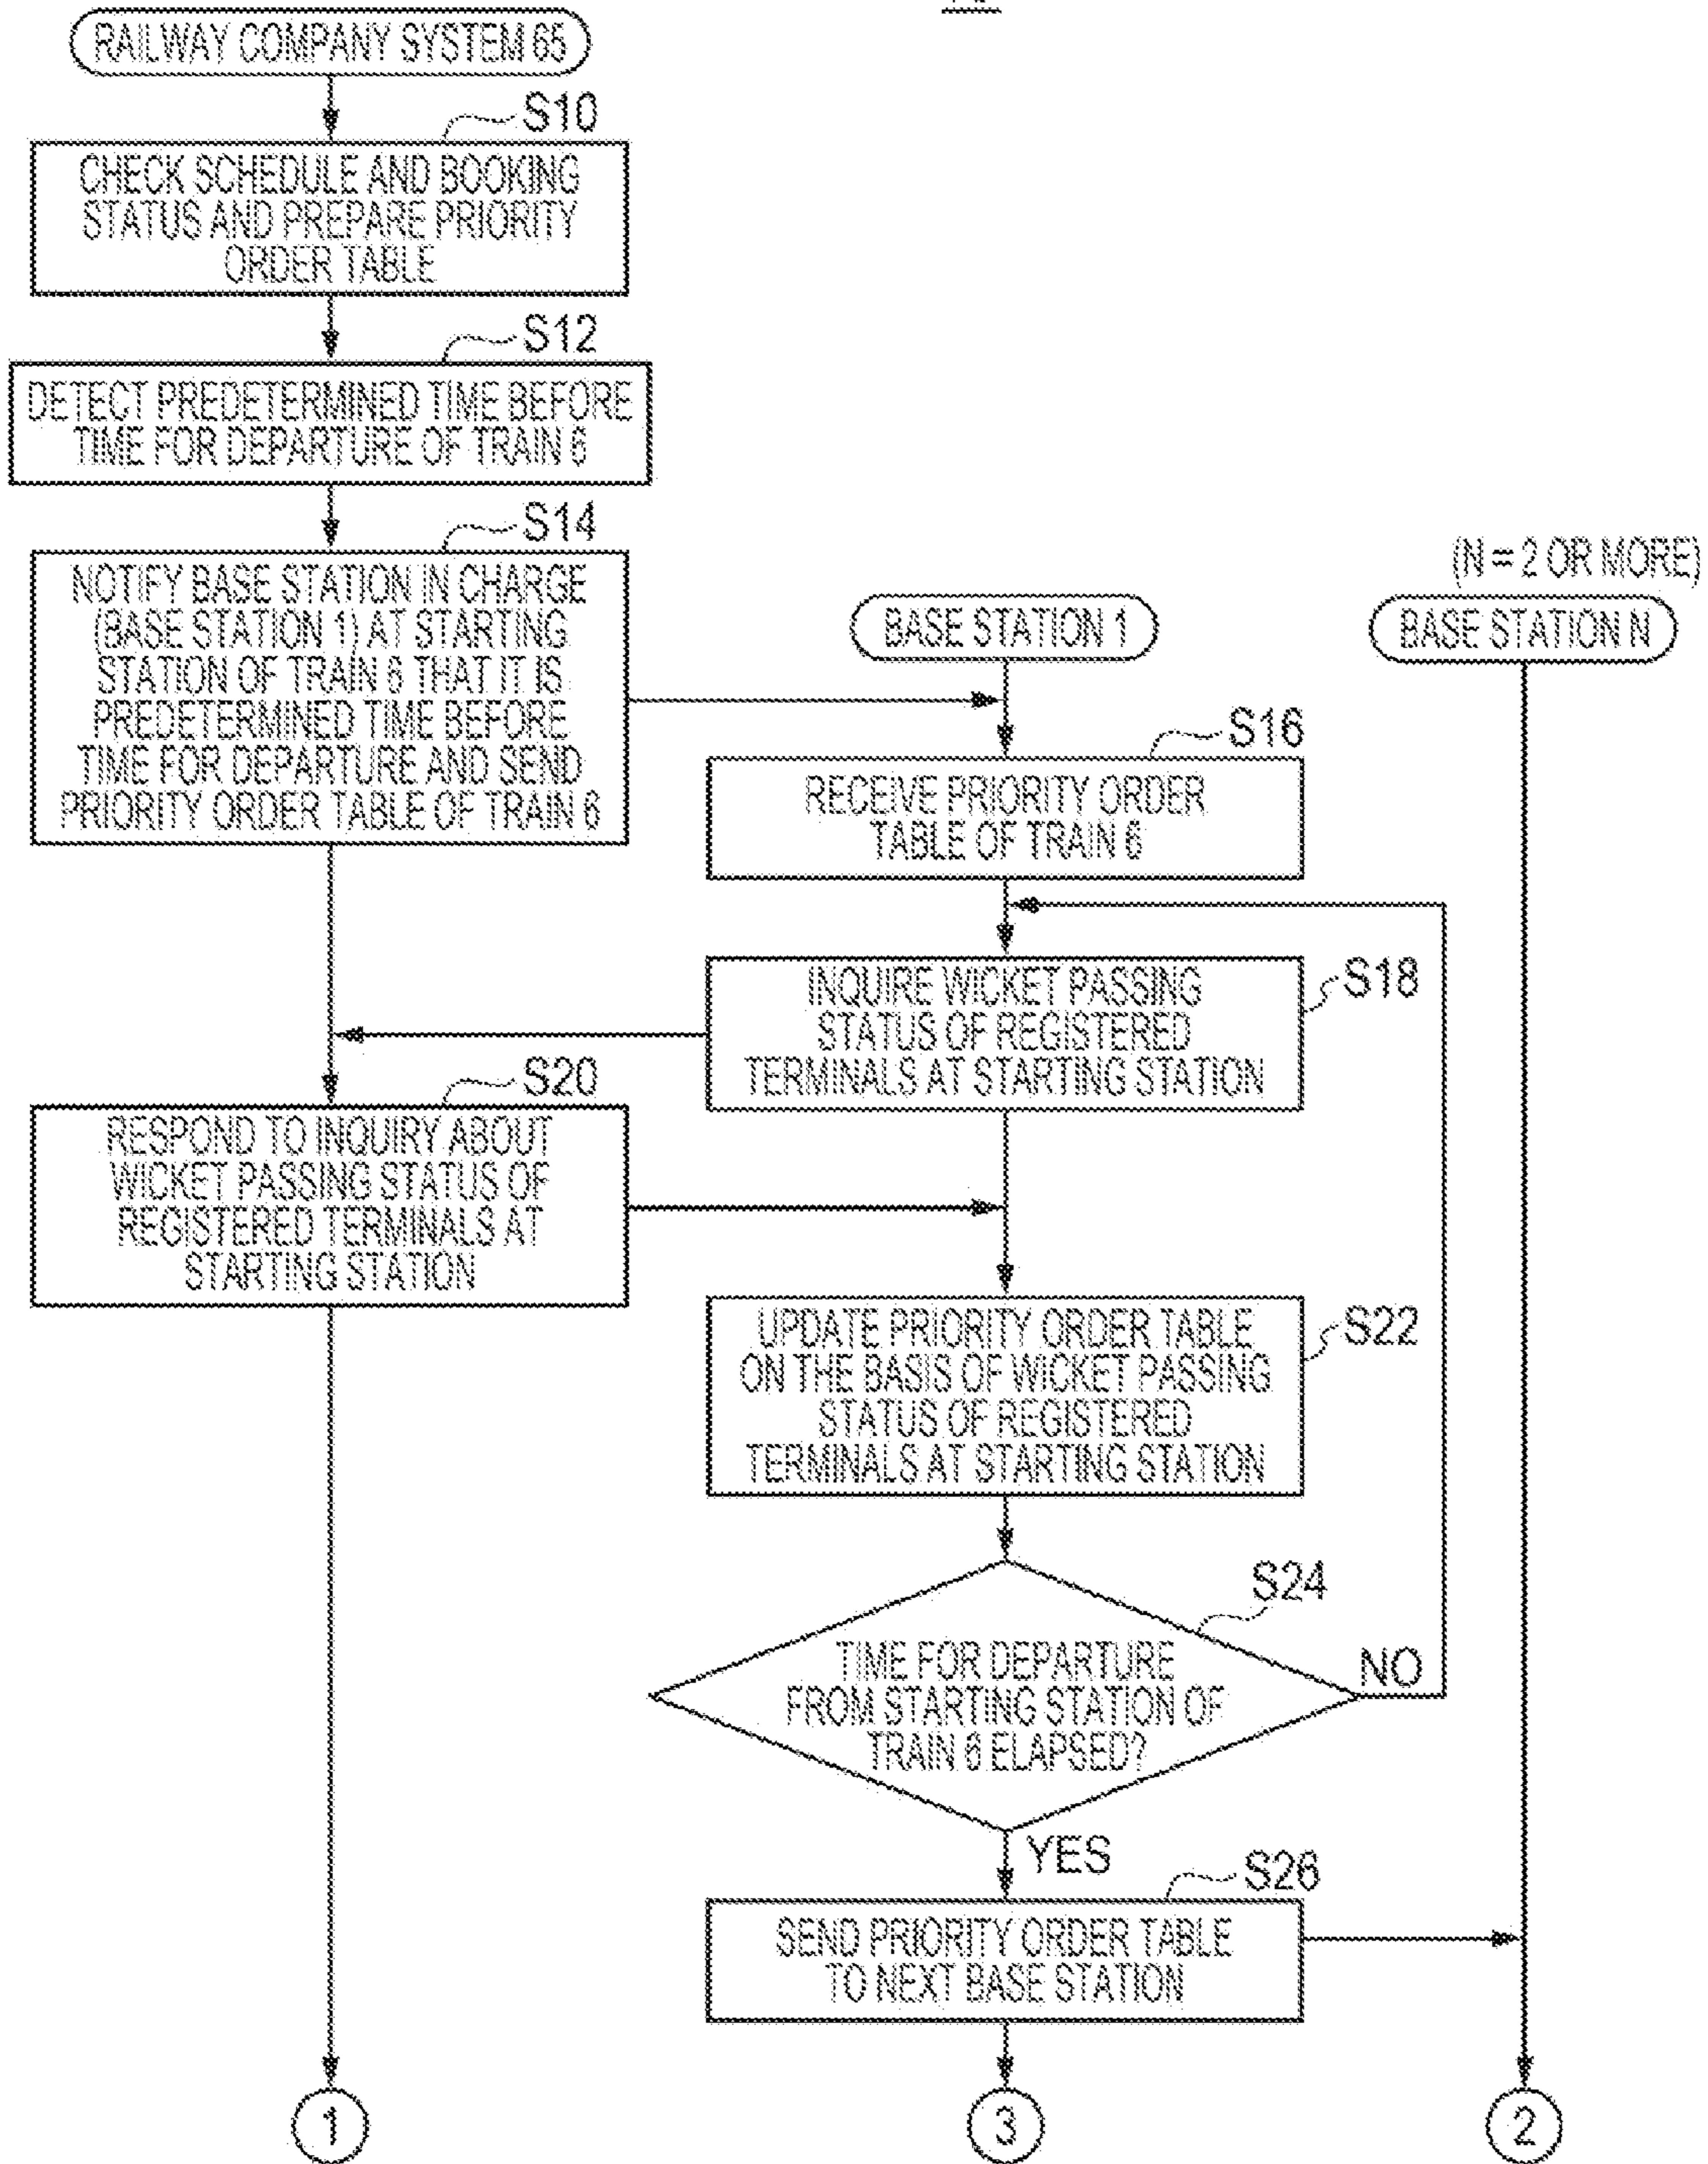 RAILWAY COMPANY SYSTEM 65
S10
CHECK SCHEDULE AND BOOKING
STATUS AND PREPARE PRIORITY
ORDER TABLE
S12
DETECT PREDETERMINED TIME BEFORE
TIME FOR DEPARTURE OF TRAIN 6
S14
NOTIFY BASE STATION IN CHARGE
(BASE STATION 1) AT STARTING
STATION OF TRAIN 6 THAT IT IS
PREDETERMINED TIME BEFORE
TIME FOR DEPARTURE AND SEND
PRIORITY ORDER TABLE OF TRAIN 6
(N = 2 OR MORE)
BASE STATION 1
BASE STATION N
S16
RECEIVE PRIORITY ORDER
TABLE OF TRAIN 6
S18
INQUIRE WICKET PASSING
STATUS OF REGISTERED
TERMINALS AT STARTING STATION
S20
RESPOND TO INQUIRY ABOUT
WICKET PASSING STATUS OF
REGISTERED TERMINALS AT
STARTING STATION
S22
UPDATE PRIORITY ORDER TABLE
ON THE BASIS OF WICKET PASSING
STATUS OF REGISTERED
TERMINALS AT STARTING STATION
S24
TIME FOR DEPARTURE
FROM STARTING STATION OF
TRAIN 6 ELAPSED?
NO
YES
S26
SEND PRIORITY ORDER TABLE
TO NEXT BASE STATION
1
3
2